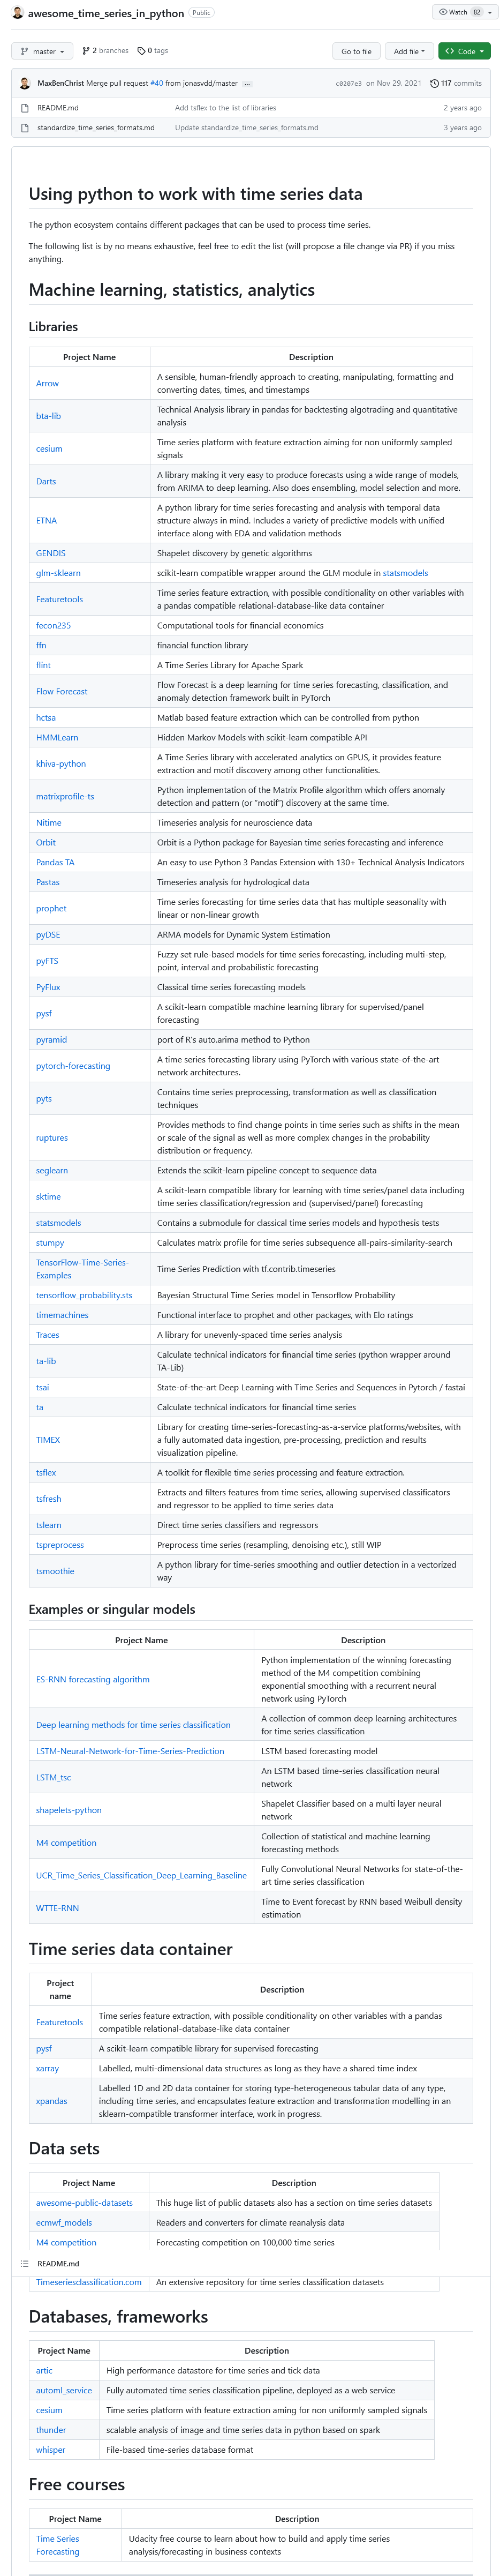 awesome_time_series_in_python Public
Watch 82
master 2 branches 0 tags Go to file Add file Code
MaxBenChrist Merge pull request #40 from jonasvdd/master ... c8207e3 on Nov 29, 2021 117 commits
README.md Add tsflex to the list of libraries 2 years ago
standardize_time_series_formats.md Update standardize_time_series_formats.md 3 years ago
Using python to work with time series data
The python ecosystem contains different packages that can be used to process time series.
The following list is by no means exhaustive, feel free to edit the list (will propose a file change via PR) if you miss
anything.
Machine learning, statistics, analytics
Libraries
Project Name Description
Arrow A sensible, human-friendly approach to creating, manipulating, formatting and
converting dates, times, and timestamps
bta-lib Technical Analysis library in pandas for backtesting algotrading and quantitative
analysis
cesium Time series platform with feature extraction aiming for non uniformly sampled
signals
Darts A library making it very easy to produce forecasts using a wide range of models,
from ARIMA to deep learning. Also does ensembling, model selection and more.
ETNA A python library for time series forecasting and analysis with temporal data
structure always in mind. Includes a variety of predictive models with unified
interface along with EDA and validation methods
GENDIS Shapelet discovery by genetic algorithms
glm-sklearn scikit-learn compatible wrapper around the GLM module in statsmodels
Featuretools Time series feature extraction, with possible conditionality on other variables with
a pandas compatible relational-database-like data container
fecon235 Computational tools for financial economics
ffn financial function library
flint A Time Series Library for Apache Spark
Flow Forecast Flow Forecast is a deep learning for time series forecasting, classification, and
anomaly detection framework built in PyTorch
hctsa Matlab based feature extraction which can be controlled from python
HMMLearn Hidden Markov Models with scikit-learn compatible API
khiva-python A Time Series library with accelerated analytics on GPUS, it provides feature
extraction and motif discovery among other functionalities.
matrixprofile-ts Python implementation of the Matrix Profile algorithm which offers anomaly
detection and pattern (or “motif”) discovery at the same time.
Nitime Timeseries analysis for neuroscience data
Orbit Orbit is a Python package for Bayesian time series forecasting and inference
Pandas TA An easy to use Python 3 Pandas Extension with 130+ Technical Analysis Indicators
Pastas Timeseries analysis for hydrological data
prophet Time series forecasting for time series data that has multiple seasonality with
linear or non-linear growth
pyDSE ARMA models for Dynamic System Estimation
pyFTS Fuzzy set rule-based models for time series forecasting, including multi-step,
point, interval and probabilistic forecasting
PyFlux Classical time series forecasting models
pysf A scikit-learn compatible machine learning library for supervised/panel
forecasting
pyramid port of R's auto.arima method to Python
pytorch-forecasting A time series forecasting library using PyTorch with various state-of-the-art
network architectures.
pyts Contains time series preprocessing, transformation as well as classification
techniques
ruptures Provides methods to find change points in time series such as shifts in the mean
or scale of the signal as well as more complex changes in the probability
distribution or frequency.
seglearn Extends the scikit-learn pipeline concept to sequence data
sktime A scikit-learn compatible library for learning with time series/panel data including
time series classification/regression and (supervised/panel) forecasting
statsmodels Contains a submodule for classical time series models and hypothesis tests
stumpy Calculates matrix profile for time series subsequence all-pairs-similarity-search
TensorFlow-Time-Series-
Examples Time Series Prediction with tf.contrib.timeseries
tensorflow_probability.sts Bayesian Structural Time Series model in Tensorflow Probability
timemachines Functional interface to prophet and other packages, with Elo ratings
Traces A library for unevenly-spaced time series analysis
ta-lib Calculate technical indicators for financial time series (python wrapper around
TA-Lib)
tsai State-of-the-art Deep Learning with Time Series and Sequences in Pytorch / fastai
ta Calculate technical indicators for financial time series
TIMEX Library for creating time-series-forecasting-as-a-service platforms/websites, with
a fully automated data ingestion, pre-processing, prediction and results
visualization pipeline.
tsflex A toolkit for flexible time series processing and feature extraction.
tsfresh Extracts and filters features from time series, allowing supervised classificators
and regressor to be applied to time series data
tslearn Direct time series classifiers and regressors
tspreprocess Preprocess time series (resampling, denoising etc.), still WIP
tsmoothie A python library for time-series smoothing and outlier detection in a vectorized
way
Examples or singular models
Project Name Description
ES-RNN forecasting algorithm Python implementation of the winning forecasting
method of the M4 competition combining
exponential smoothing with a recurrent neural
network using PyTorch
Deep learning methods for time series classification A collection of common deep learning architectures
for time series classification
LSTM-Neural-Network-for-Time-Series-Prediction LSTM based forecasting model
LSTM_tsc An LSTM based time-series classification neural
network
shapelets-python Shapelet Classifier based on a multi layer neural
network
M4 competition Collection of statistical and machine learning
forecasting methods
UCR_Time_Series_Classification_Deep_Learning_Baseline Fully Convolutional Neural Networks for state-of-the-
art time series classification
WTTE-RNN Time to Event forecast by RNN based Weibull density
estimation
Time series data container
Project
name Description
Featuretools Time series feature extraction, with possible conditionality on other variables with a pandas
compatible relational-database-like data container
pysf A scikit-learn compatible library for supervised forecasting
xarray Labelled, multi-dimensional data structures as long as they have a shared time index
xpandas Labelled 1D and 2D data container for storing type-heterogeneous tabular data of any type,
including time series, and encapsulates feature extraction and transformation modelling in an
sklearn-compatible transformer interface, work in progress.
Data sets
Project Name Description
awesome-public-datasets This huge list of public datasets also has a section on time series datasets
ecmwf_models Readers and converters for climate reanalysis data
M4 competition Forecasting competition on 100,000 time series
README.md
Timeseriesclassification.com An extensive repository for time series classification datasets
Databases, frameworks
Project Name Description
artic High performance datastore for time series and tick data
automl_service Fully automated time series classification pipeline, deployed as a web service
cesium Time series platform with feature extraction aming for non uniformly sampled signals
thunder scalable analysis of image and time series data in python based on spark
whisper File-based time-series database format
Free courses
Project Name Description
Time Series
Forecasting Udacity free course to learn about how to build and apply time series
analysis/forecasting in business contexts